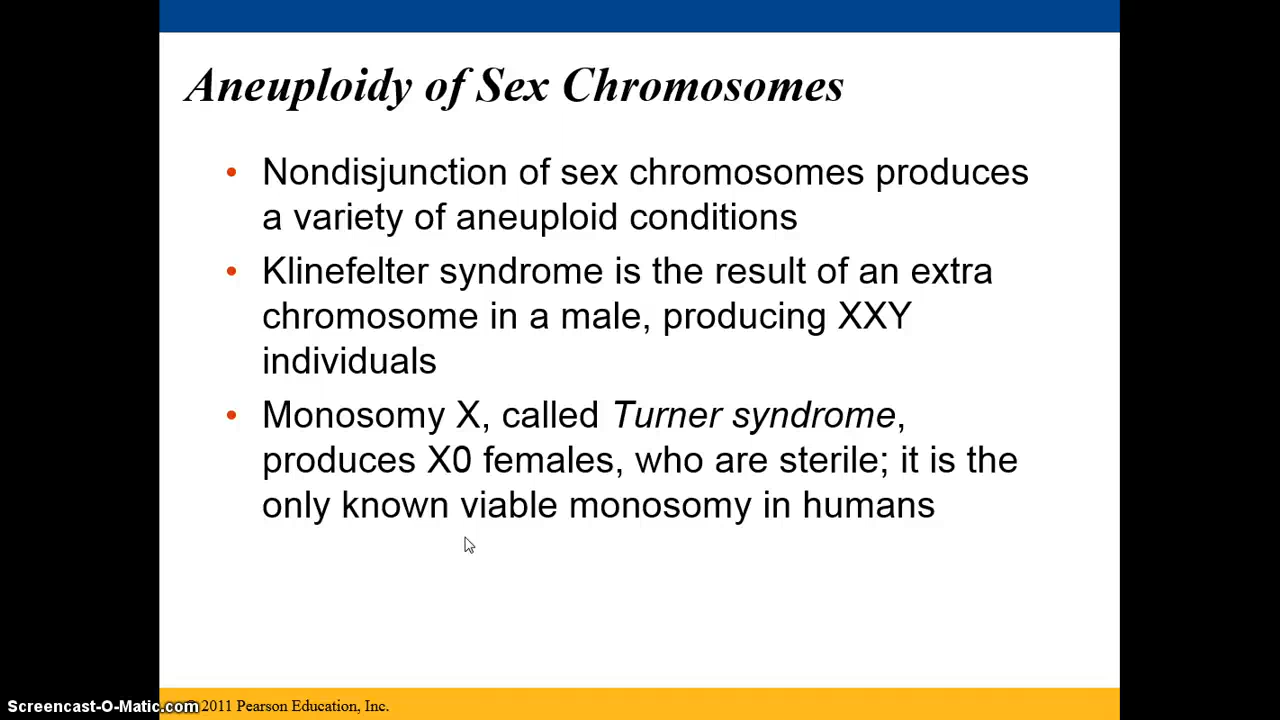 Aneuploidy of Sex Chromosomes
• Nondisjunction of sex chromosomes produces
a variety of aneuploid conditions
• Klinefelter syndrome is the result of an extra
chromosome in a male, producing XXY
individuals
• Monosomy X, called Turner syndrome,
produces X0 females, who are sterile; it is the
only known viable monosomy in humans
Screencast-O-Matic.com 2011 Pearson Education, Inc.